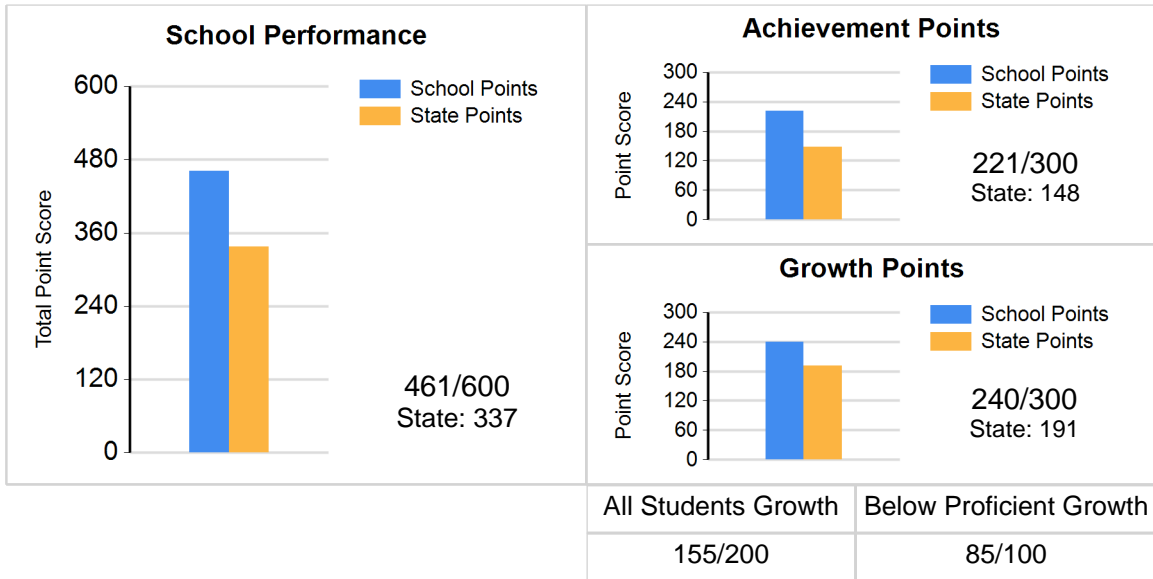 School Performance
600
480
360
240
120
0
Total Point Score
School Points
State Points
461/600
State: 337
Achievement Points
300
240
180
120
60
0
Point Score
School Points
State Points
221/300
State: 148
Growth Points
300
240
180
120
60
0
Point Score
School Points
State Points
240/300
State: 191
All Students Growth
Below Proficient Growth
155/200
85/100